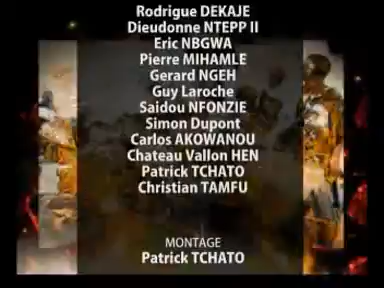 Rodrigue DEKAJE
Dieudonne NTEPP II
Eric NBGWA
Pierre MIHAMLE
Gerard NGEH
Guy Laroche
Saidou NFONZIE
Simon Dupont
Carlos AKOWANOU
Chateau Vallon HEN
Patrick TCHATO
Christian TAMFU
MONTAGE
Patrick TCHATO